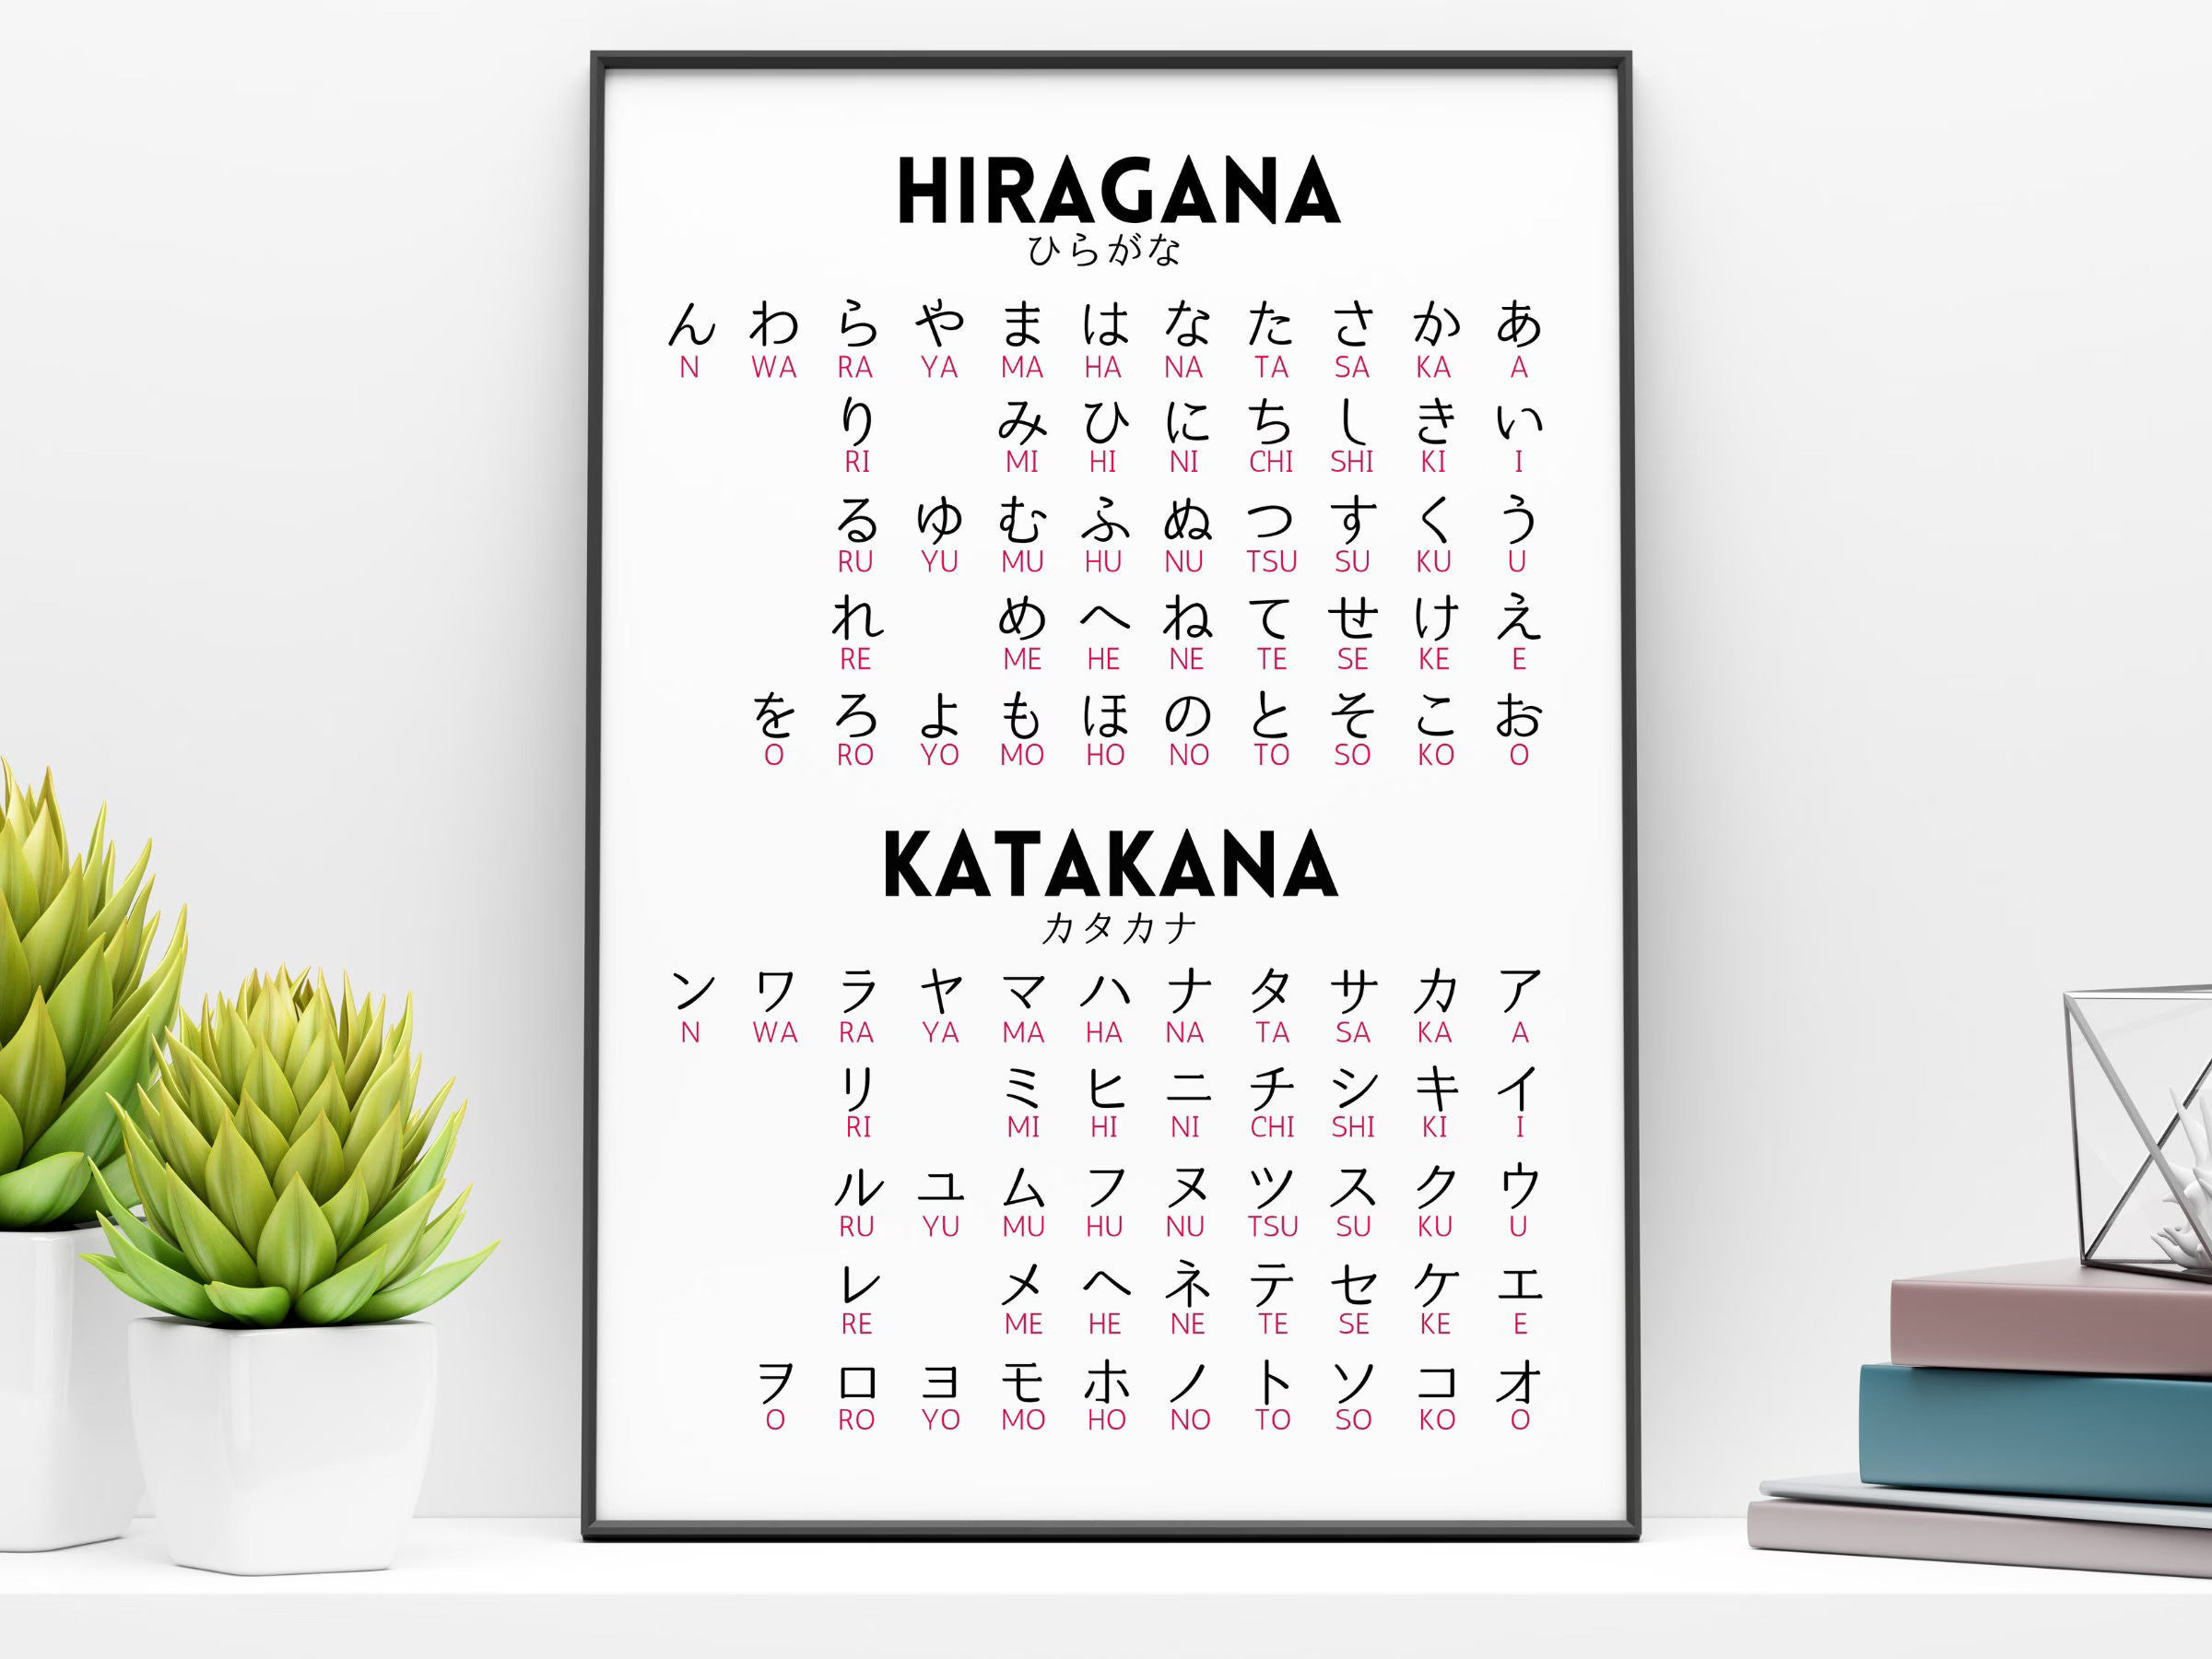 HIRAGANA
ひらがな
ん わ ら や ま は な た さ か あ
N WA RA YA MA HA NA TA SA KA A
り み ひ に ち し き い
RI MI HI NI CHI SHI KI I
る ゆ む ふ ぬ つ す く う
RU YU MU HU NU TSU SU KU U
れ め へ ね て せ け え
RE ME HE NE TE SE KE E
を ろ よ も ほ の と そ こ お
O RO YO MO HO NO TO SO KO O
KATAKANA
カタカナ
ン ワ ラ ヤ マ ハ ナ タ サ カ ア
N WA RA YA MA HA NA TA SA KA A
リ ミ ヒ ニ チ シ キ イ
RI MI HI NI CHI SHI KI I
ル ユ ム フ ヌ ツ ス ク ウ
RU YU MU HU NU TSU SU KU U
レ メ ヘ ネ テ セ ケ エ
RE ME HE NE TE SE KE E
ヲ ロ ヨ モ ホ ノ ト ソ コ オ
O RO YO MO HO NO TO SO KO O